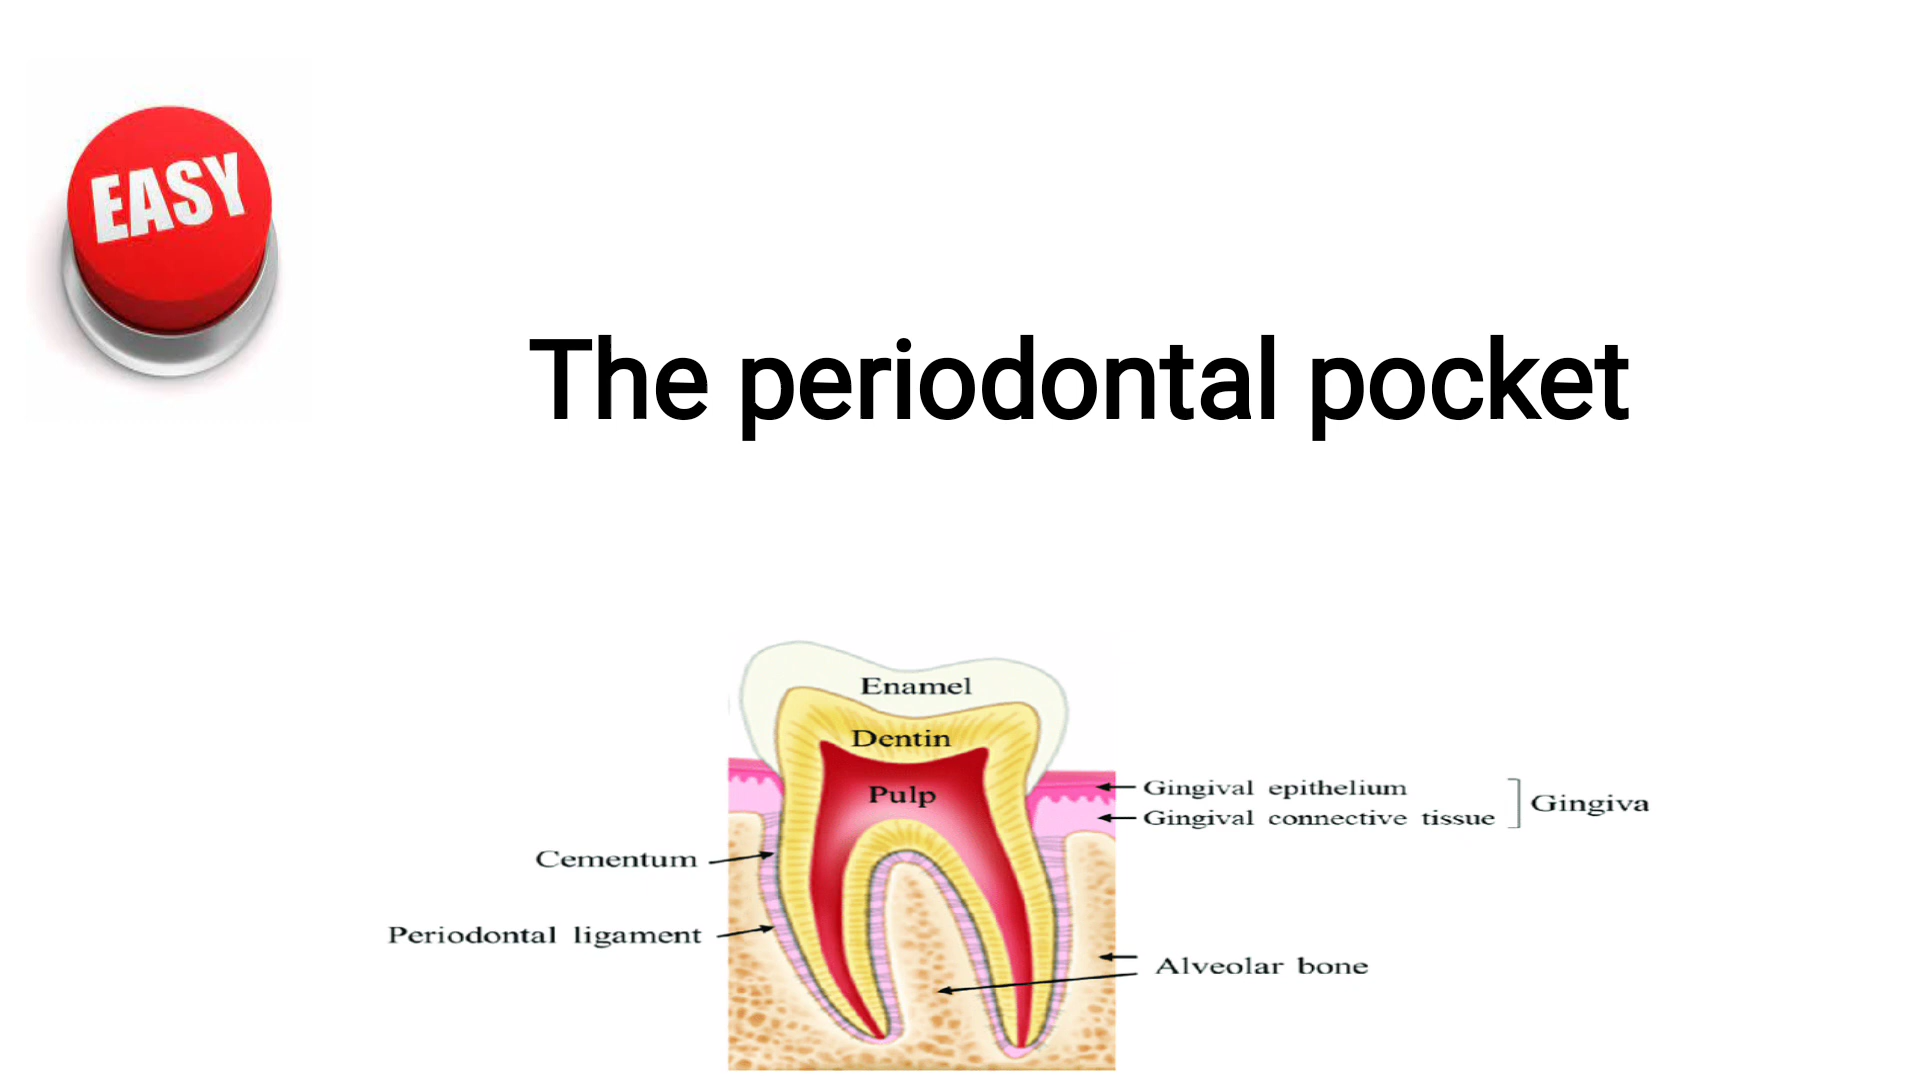 EASY
The periodontal pocket
Enamel
Dentin
Pulp
Gingival epithelium
Gingival connective tissue
Gingiva
Cementum
Periodontal ligament
Alveolar bone